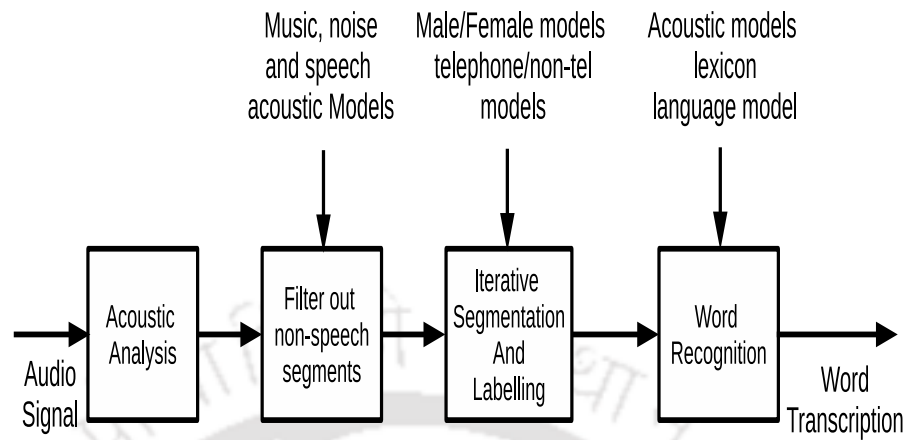 Music, noise
and speech
acoustic Models
Male/Female models
telephone/non-tel
models
Acoustic models
lexicon
language model
Audio
Signal
Acoustic
Analysis
Filter out
non-speech
segments
Iterative
Segmentation
And
Labelling
Word
Recognition
Word
Transcription